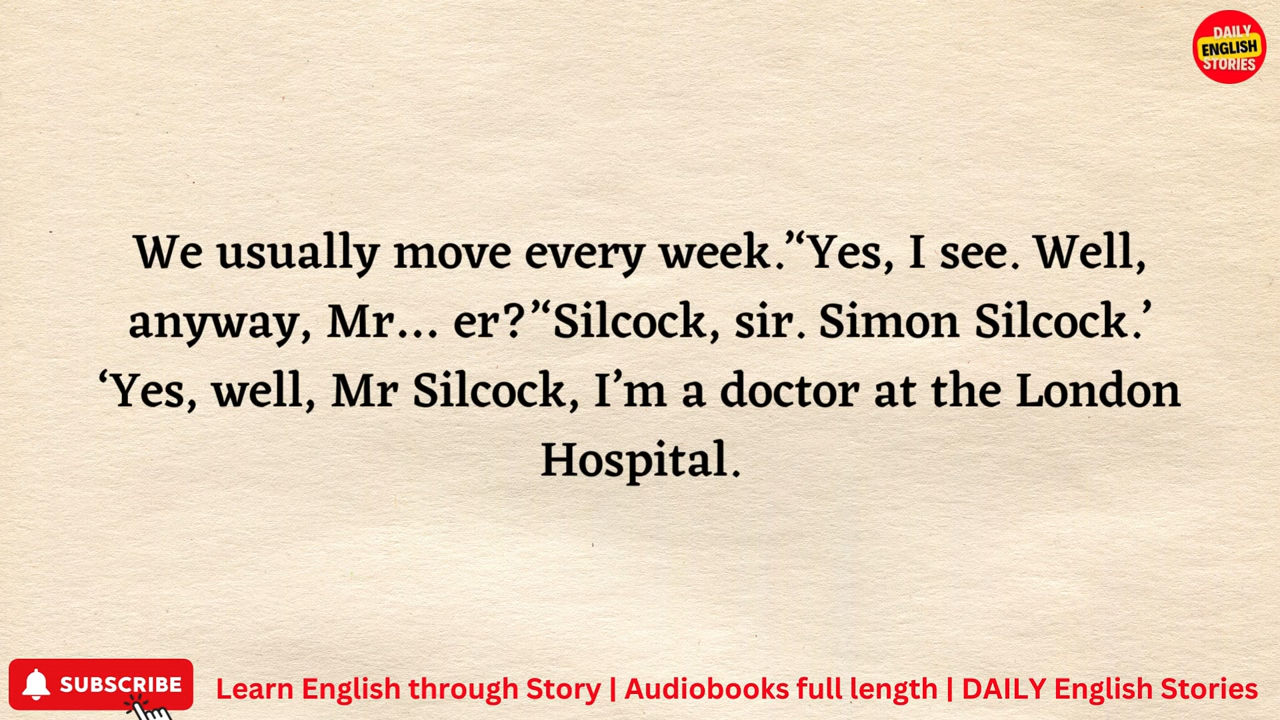 DAILY
ENGLISH
STORIES
We usually move every week.’‘Yes, I see. Well,
anyway, Mr... er?’‘Silcock, sir. Simon Silcock.’
‘Yes, well, Mr Silcock, I’m a doctor at the London
Hospital.
SUBSCRIBE
Learn English through Story | Audiobooks full length | DAILY English Stories